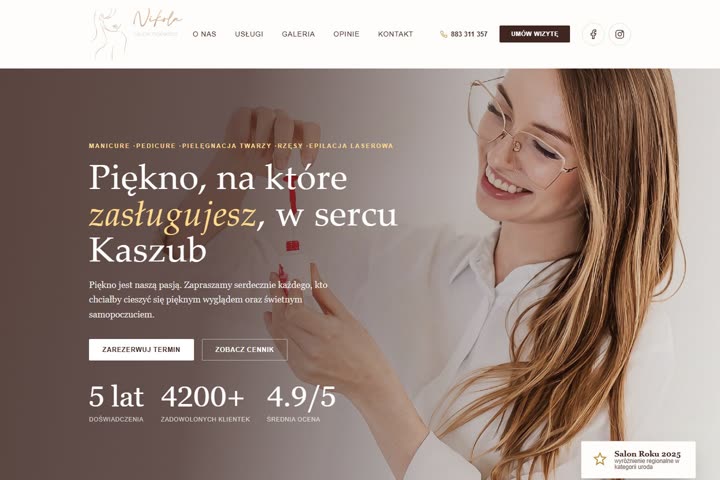 Nikola
O NAS
USŁUGI
GALERIA
OPINIE
KONTAKT
883 311 357
UMÓW WIZYTĘ
MANICURE ·PEDICURE ·PIELĘGNACJA TWARZY ·RZĘSY ·EPILACJA LASEROWA
Piękno, na które
zasługujesz, w sercu
Kaszub
Piękno jest naszą pasją. Zapraszamy serdecznie każdego, kto
chciałby cieszyć się pięknym wyglądem oraz świetnym
samopoczuciem.
ZAREZERWUJ TERMIN
ZOBACZ CENNIK
5 lat
DOŚWIADCZENIA
4200+
ZADOWOLONYCH KLIENTEK
4.9/5
ŚREDNIA OCENA
Salon Roku 2025
wyróżnienie regionalne w
kategorii uroda